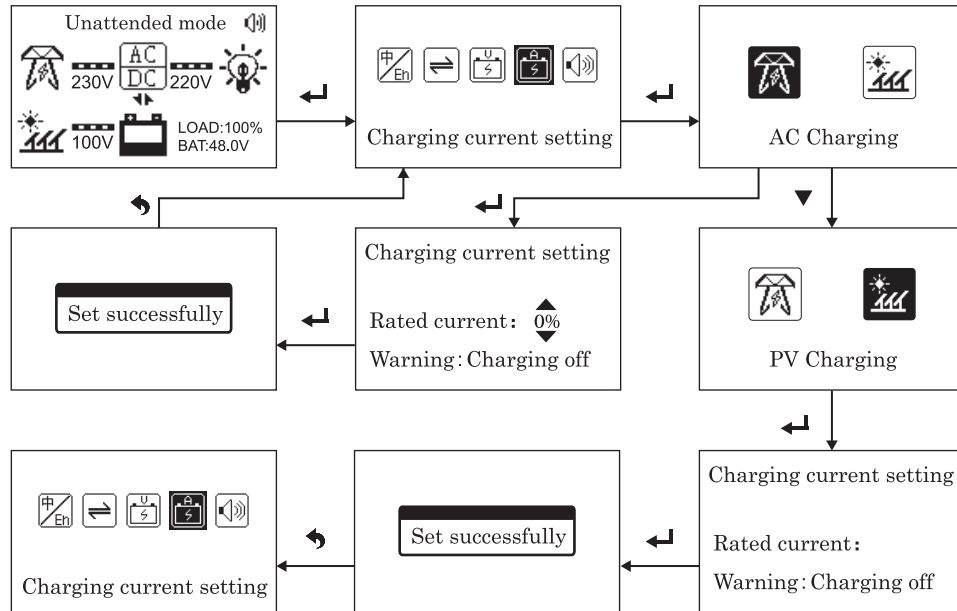 Unattended mode
AC
DC
230V
220V
100V
LOAD:100%
BAT:48.0V
中/En
U
A
Charging current setting
AC Charging
Set successfully
Charging current setting
Rated current: 0%
Warning:Charging off
PV Charging
中/En
U
A
Charging current setting
Set successfully
Charging current setting
Rated current:
Warning:Charging off